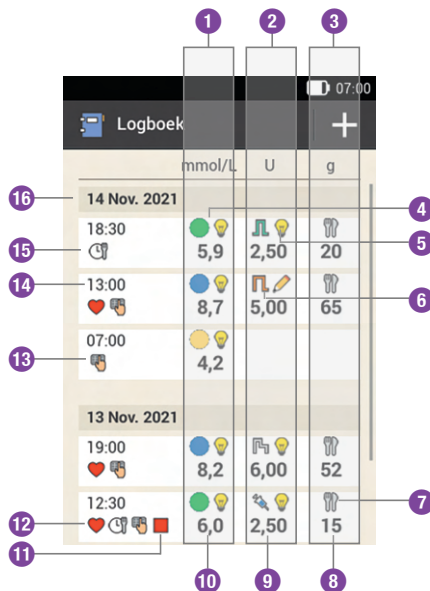 1 2 3
07:00
Logboek
mmol/L U g
16 14 Nov. 2021
4
18:30
5
15 5,9 2,50 20
14 13:00
6
8,7 5,00 65
07:00
13
4,2
13 Nov. 2021
19:00
8,2 6,00 52
12:30
7
12 6,0 2,50 15
11 10 9 8